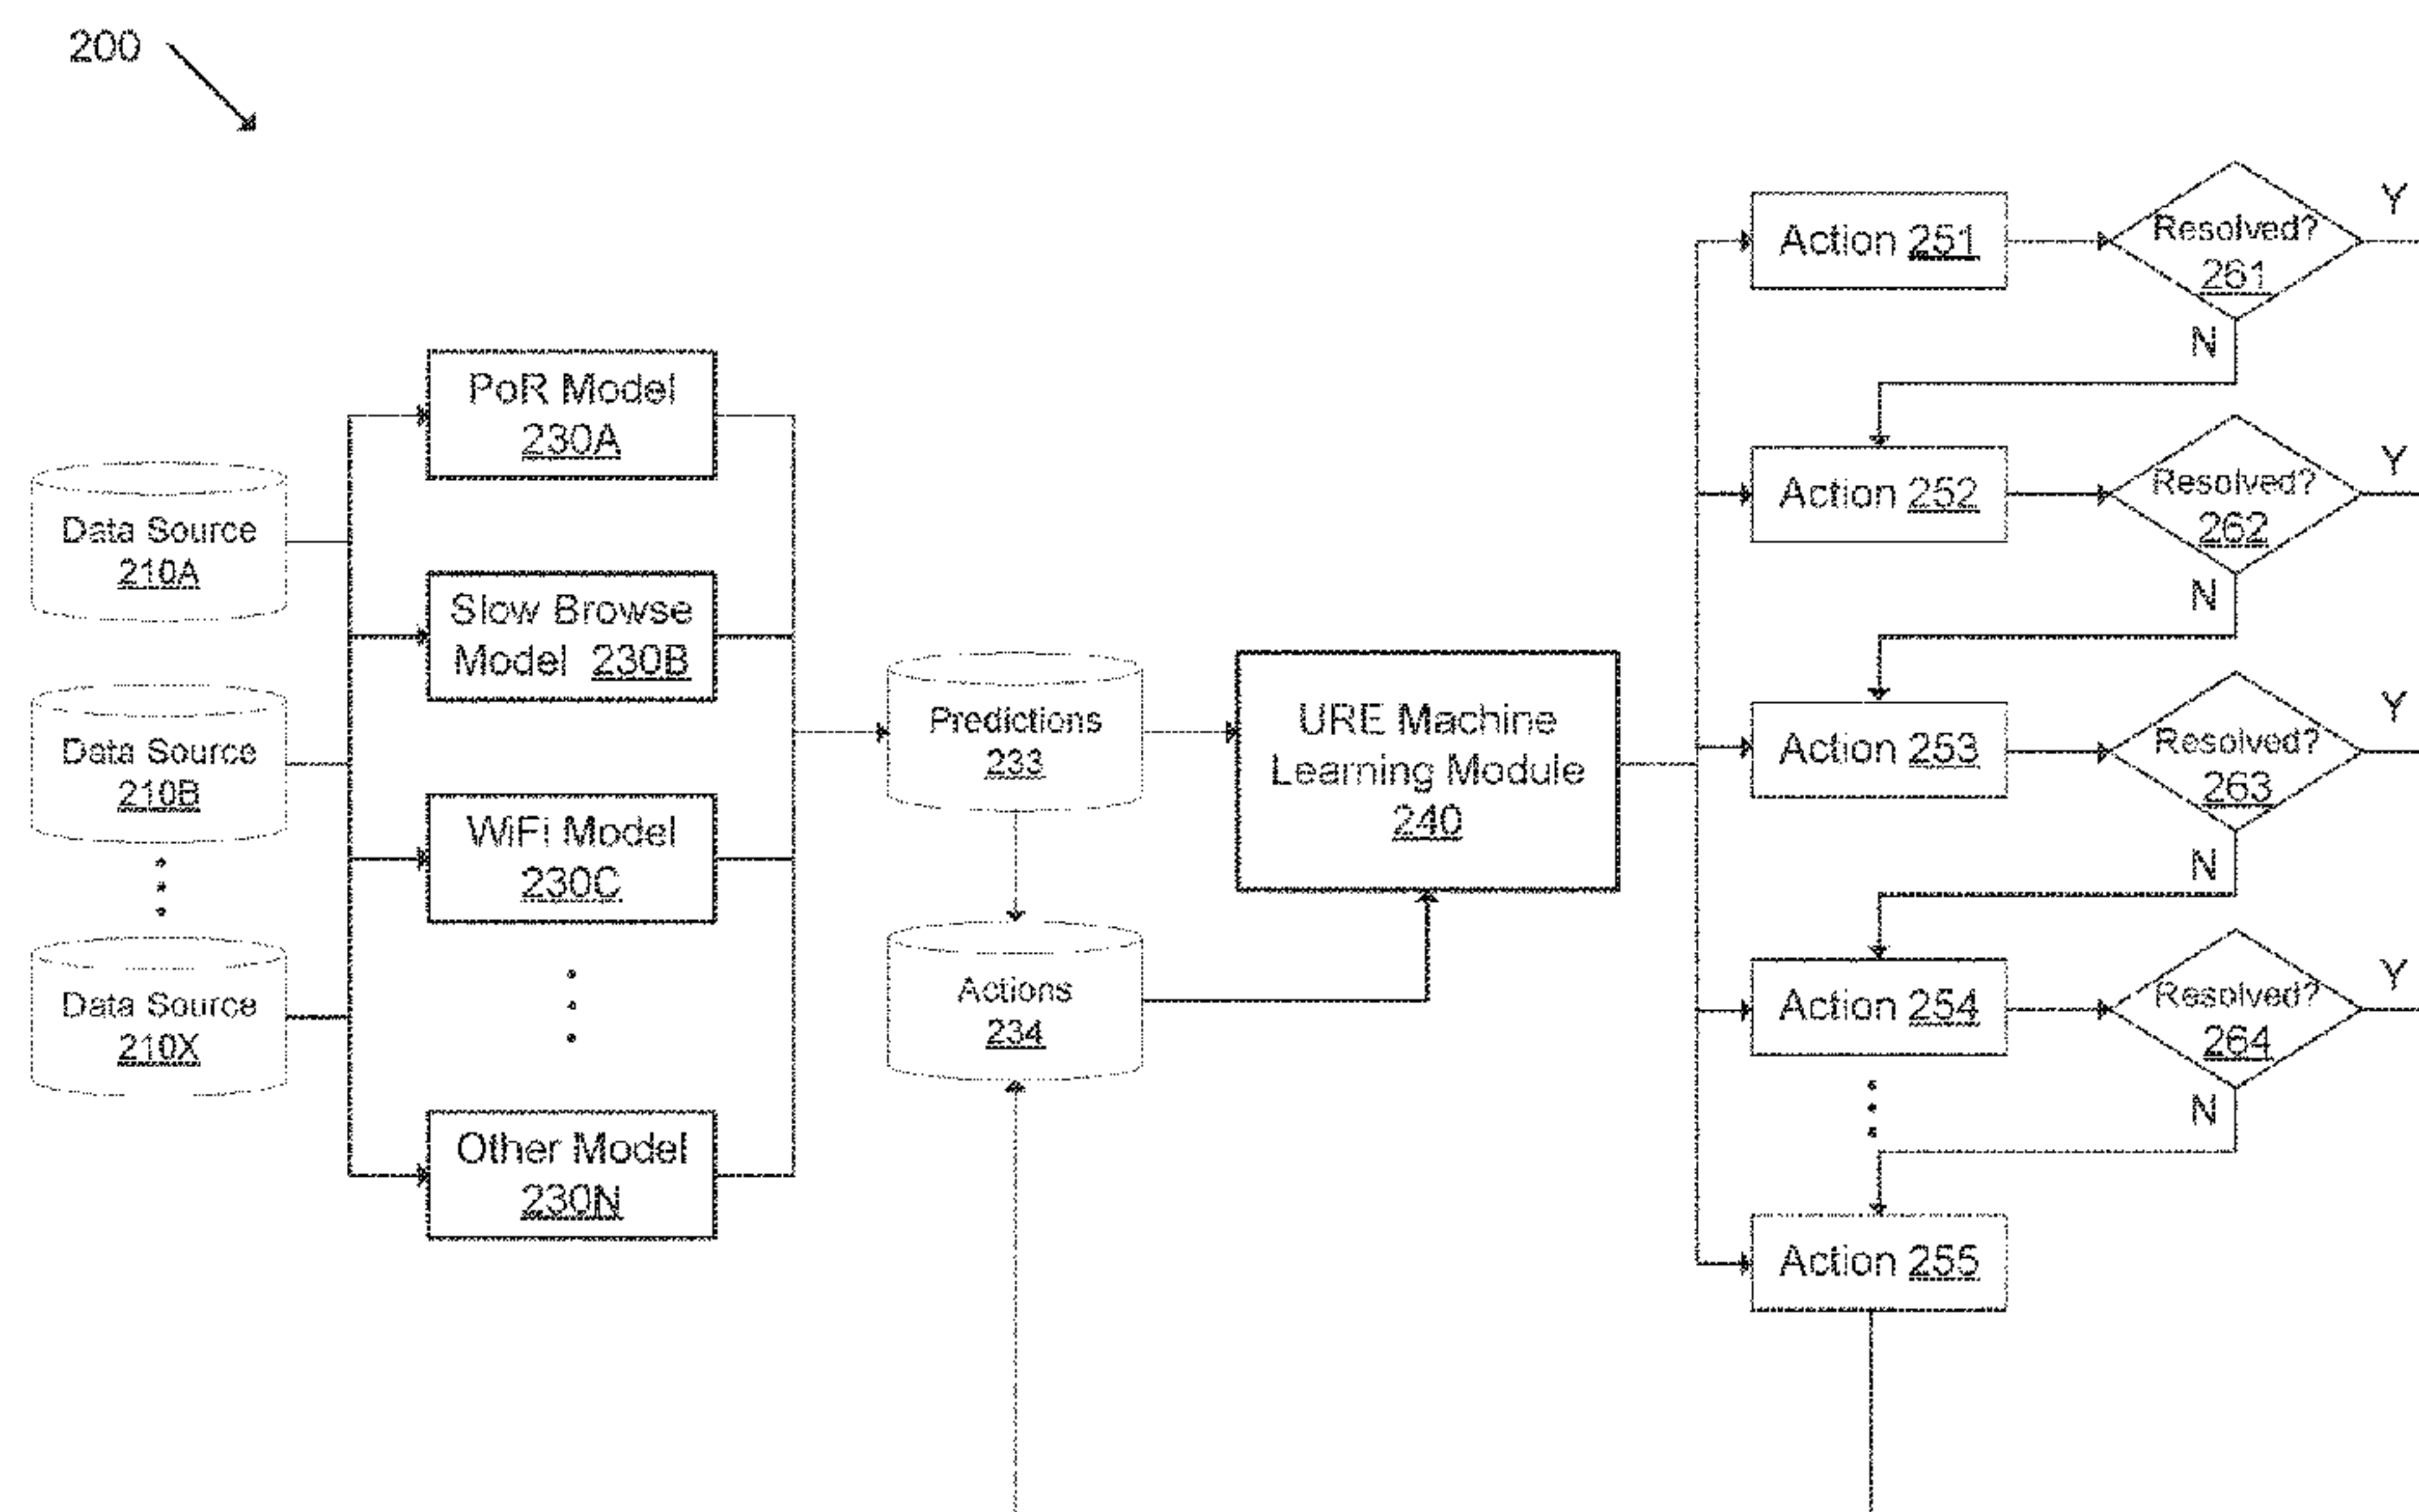 200
Data Source
210A
Data Source
210B
Data Source
210X
PoR Model
230A
Slow Browse
Model 230B
WiFi Model
230C
Other Model
230N
Predictions
233
Actions
234
URE Machine
Learning Module
240
Action 251
Resolved?
261
Y
N
Action 252
Resolved?
262
Y
N
Action 253
Resolved?
263
Y
N
Action 254
Resolved?
264
Y
N
Action 255